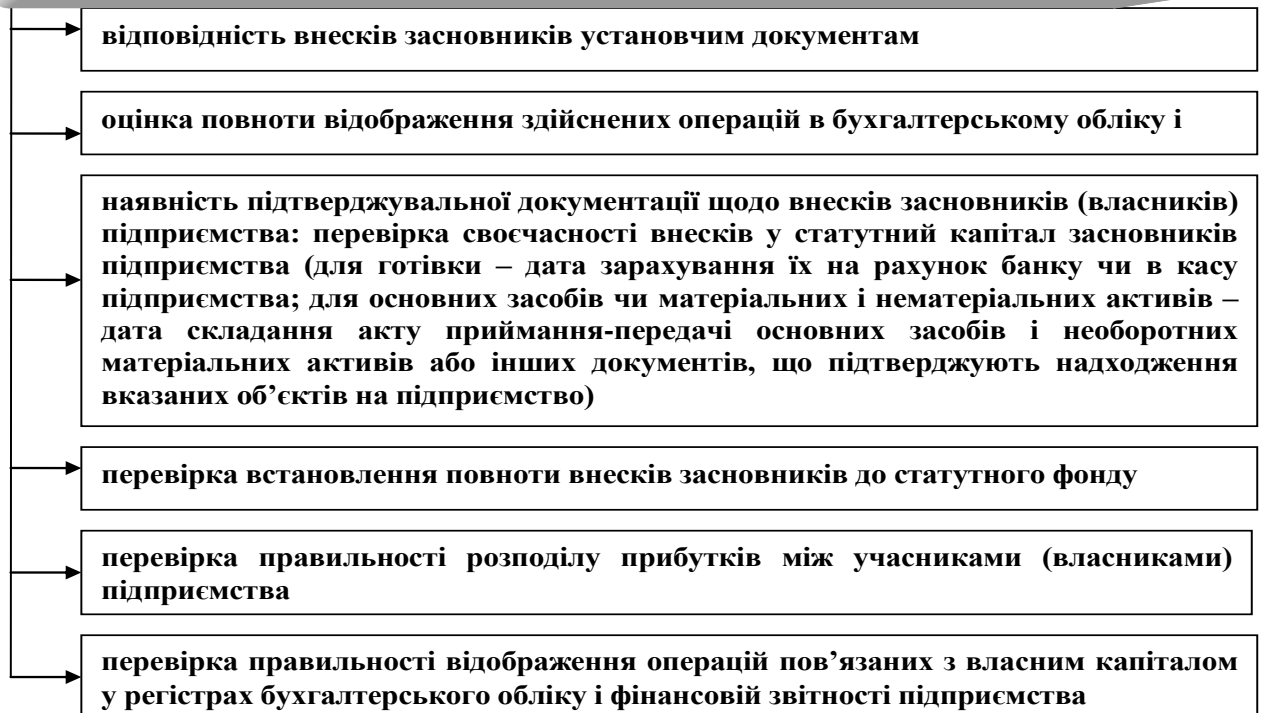 відповідність внесків засновників установчим документам
оцінка повноти відображення здійснених операцій в бухгалтерському обліку і
наявність підтверджувальної документації щодо внесків засновників (власників)
підприємства: перевірка своєчасності внесків у статутний капітал засновників
підприємства (для готівки – дата зарахування їх на рахунок банку чи в касу
підприємства; для основних засобів чи матеріальних і нематеріальних активів –
дата складання акту приймання-передачі основних засобів і необоротних
матеріальних активів або інших документів, що підтверджують надходження
вказаних об’єктів на підприємство)
перевірка встановлення повноти внесків засновників до статутного фонду
перевірка правильності розподілу прибутків між учасниками (власниками)
підприємства
перевірка правильності відображення операцій пов’язаних з власним капіталом
у регістрах бухгалтерського обліку і фінансовій звітності підприємства